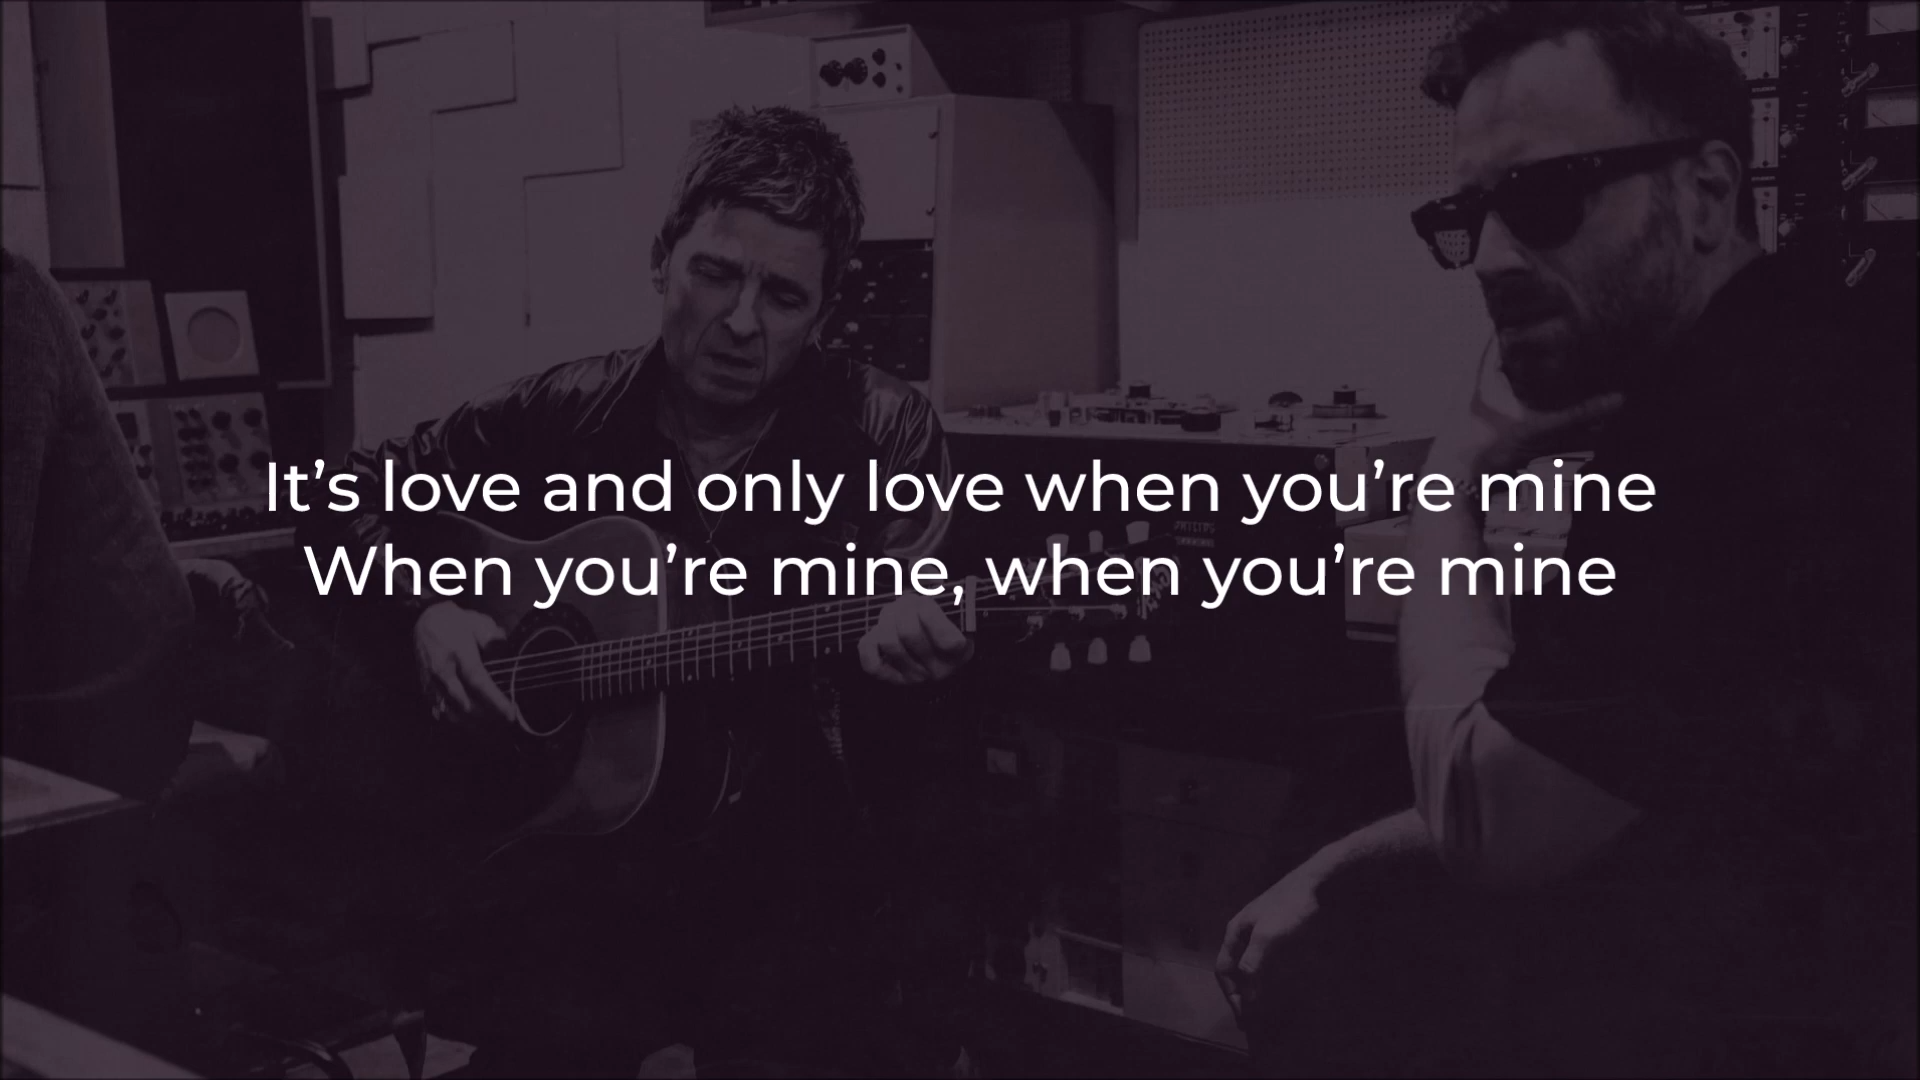 It’s love and only love when you’re mine
When you’re mine, when you’re mine